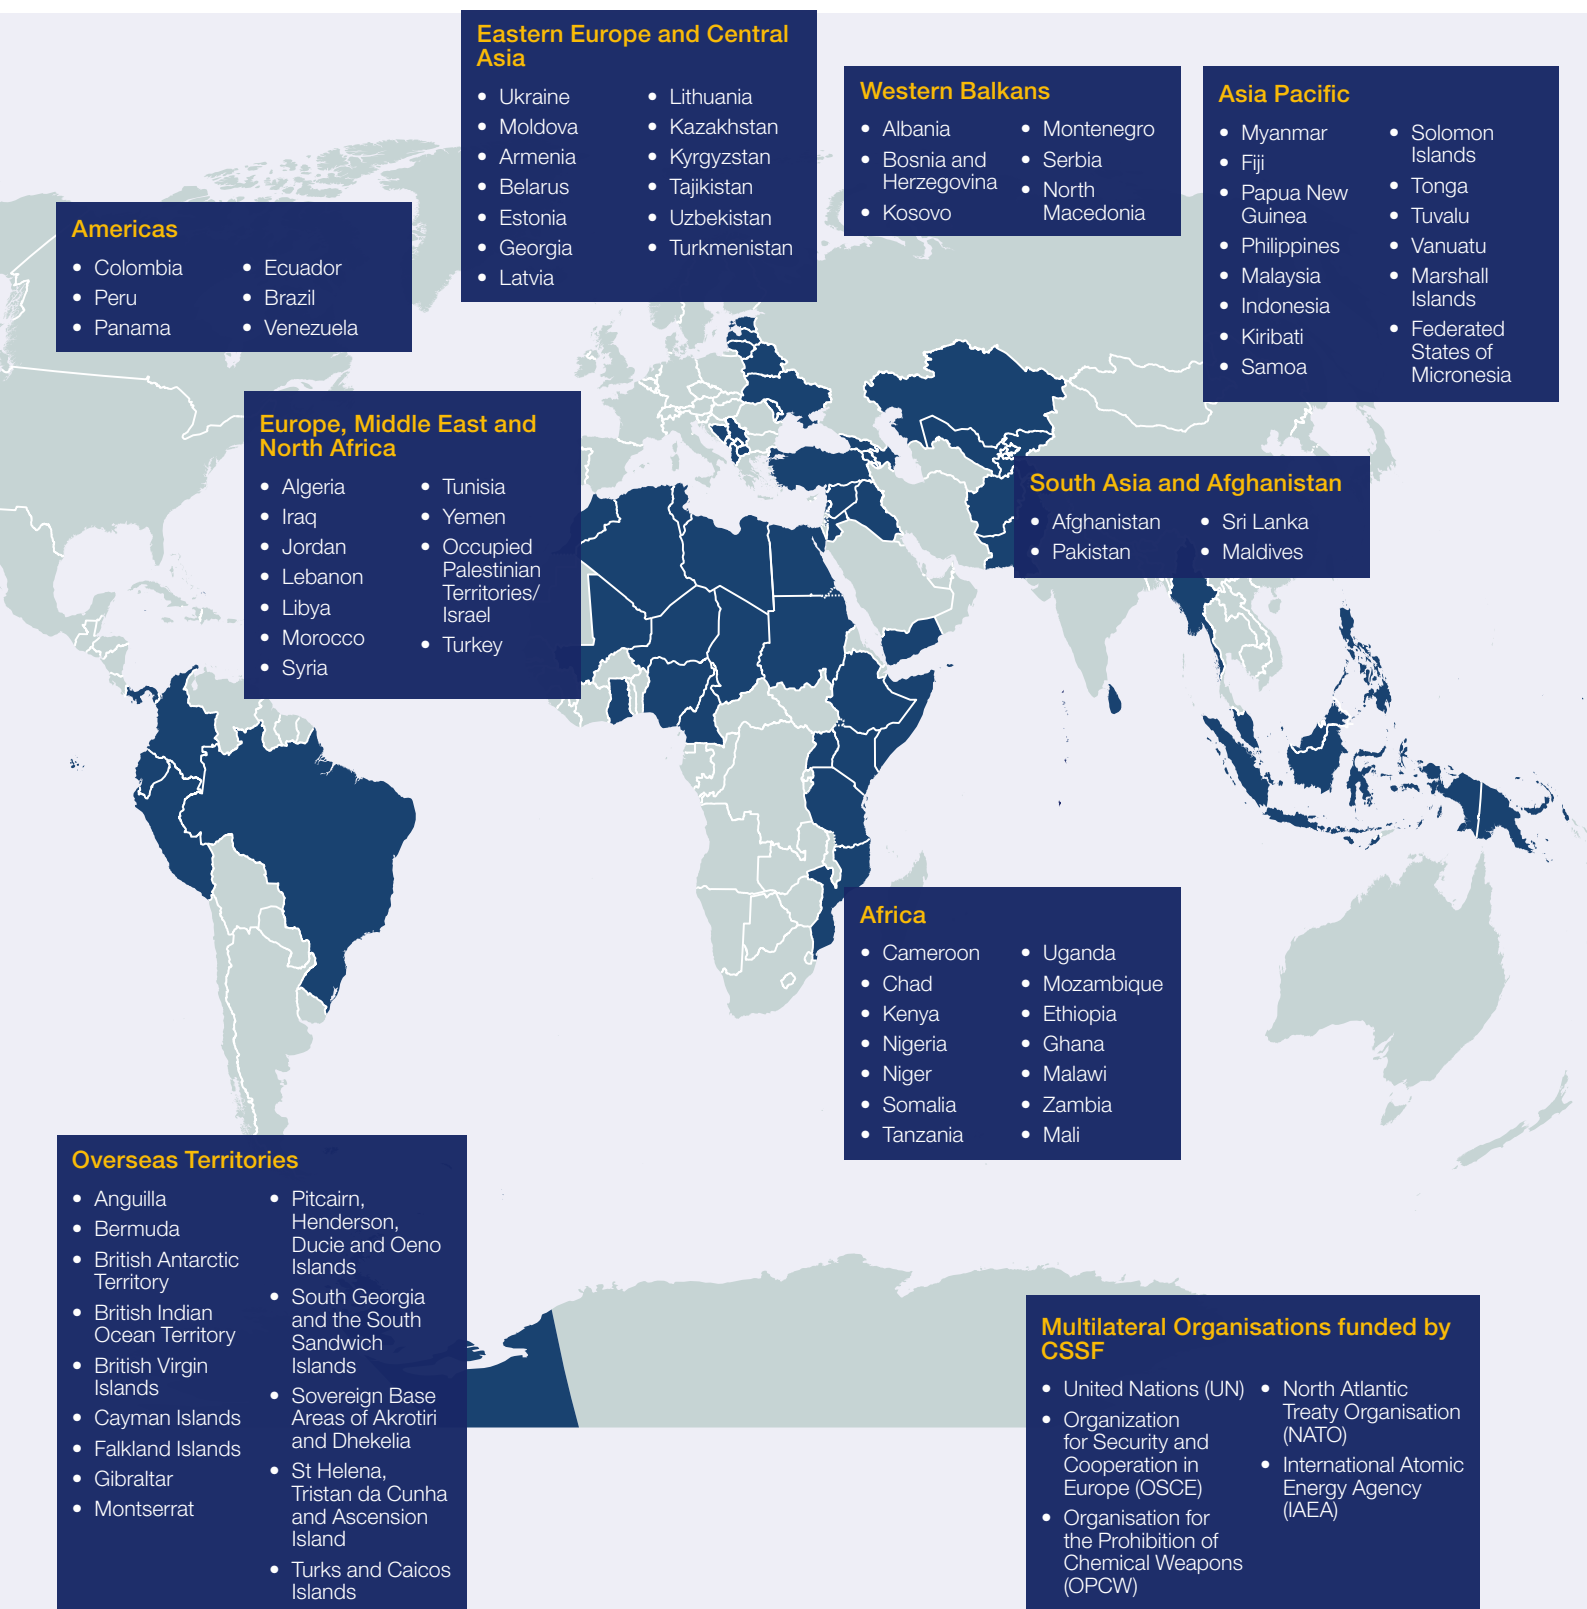 Eastern Europe and Central
Asia
• Ukraine
• Moldova
• Armenia
• Belarus
• Estonia
• Georgia
• Latvia
• Lithuania
• Kazakhstan
• Kyrgyzstan
• Tajikistan
• Uzbekistan
• Turkmenistan
Western Balkans
• Albania
• Bosnia and
Herzegovina
• Kosovo
• Montenegro
• Serbia
• North
Macedonia
Asia Pacific
• Myanmar
• Fiji
• Papua New
Guinea
• Philippines
• Malaysia
• Indonesia
• Kiribati
• Samoa
• Solomon
Islands
• Tonga
• Tuvalu
• Vanuatu
• Marshall
Islands
• Federated
States of
Micronesia
Americas
• Colombia
• Peru
• Panama
• Ecuador
• Brazil
• Venezuela
Europe, Middle East and
North Africa
• Algeria
• Iraq
• Jordan
• Lebanon
• Libya
• Morocco
• Syria
• Tunisia
• Yemen
• Occupied
Palestinian
Territories/
Israel
• Turkey
South Asia and Afghanistan
• Afghanistan
• Pakistan
• Sri Lanka
• Maldives
Africa
• Cameroon
• Chad
• Kenya
• Nigeria
• Niger
• Somalia
• Tanzania
• Uganda
• Mozambique
• Ethiopia
• Ghana
• Malawi
• Zambia
• Mali
Overseas Territories
• Anguilla
• Bermuda
• British Antarctic
Territory
• British Indian
Ocean Territory
• British Virgin
Islands
• Cayman Islands
• Falkland Islands
• Gibraltar
• Montserrat
• Pitcairn,
Henderson,
Ducie and Oeno
Islands
• South Georgia
and the South
Sandwich
Islands
• Sovereign Base
Areas of Akrotiri
and Dhekelia
• St Helena,
Tristan da Cunha
and Ascension
Island
• Turks and Caicos
Islands
Multilateral Organisations funded by
CSSF
• United Nations (UN)
• Organization
for Security and
Cooperation in
Europe (OSCE)
• Organisation for
the Prohibition of
Chemical Weapons
(OPCW)
• North Atlantic
Treaty Organisation
(NATO)
• International Atomic
Energy Agency
(IAEA)